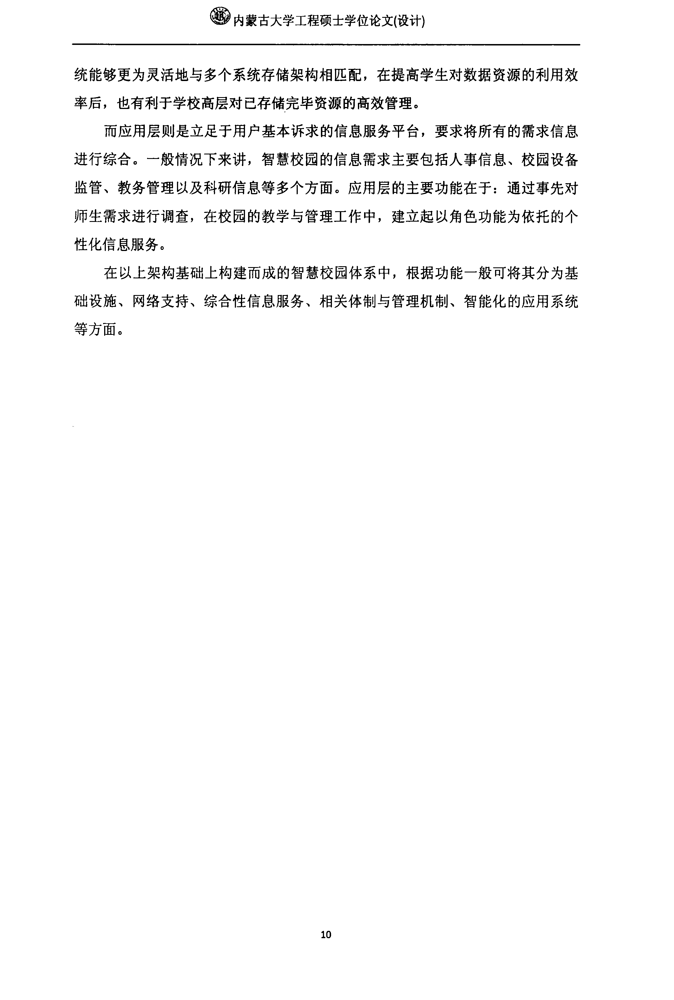 内蒙古大学工程硕士学位论文(设计)
统能够更为灵活地与多个系统存储架构相匹配，在提高学生对数据资源的利用效
率后，也有利于学校高层对已存储完毕资源的高效管理。
而应用层则是立足于用户基本诉求的信息服务平台，要求将所有的需求信息
进行综合。一般情况下来讲，智慧校园的信息需求主要包括人事信息、校园设备
监管、教务管理以及科研信息等多个方面。应用层的主要功能在于：通过事先对
师生需求进行调查，在校园的教学与管理工作中，建立起以角色功能为依托的个
性化信息服务。
在以上架构基础上构建而成的智慧校园体系中，根据功能一般可将其分为基
础设施、网络支持、综合性信息服务、相关体制与管理机制、智能化的应用系统
等方面。
10